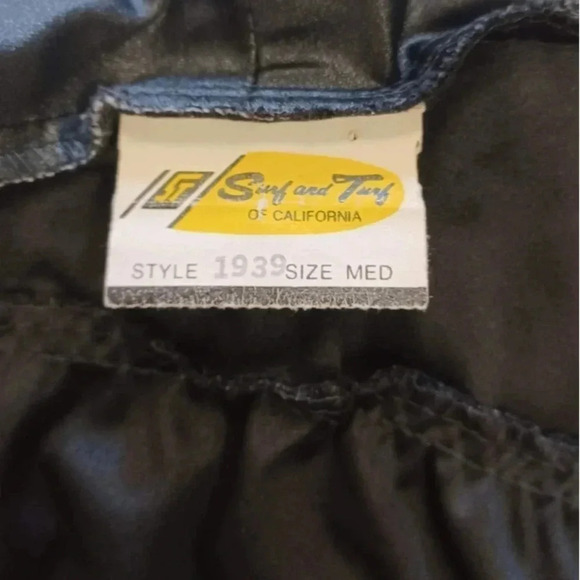 Surf and Turf
OF CALIFORNIA
STYLE 1939 SIZE MED